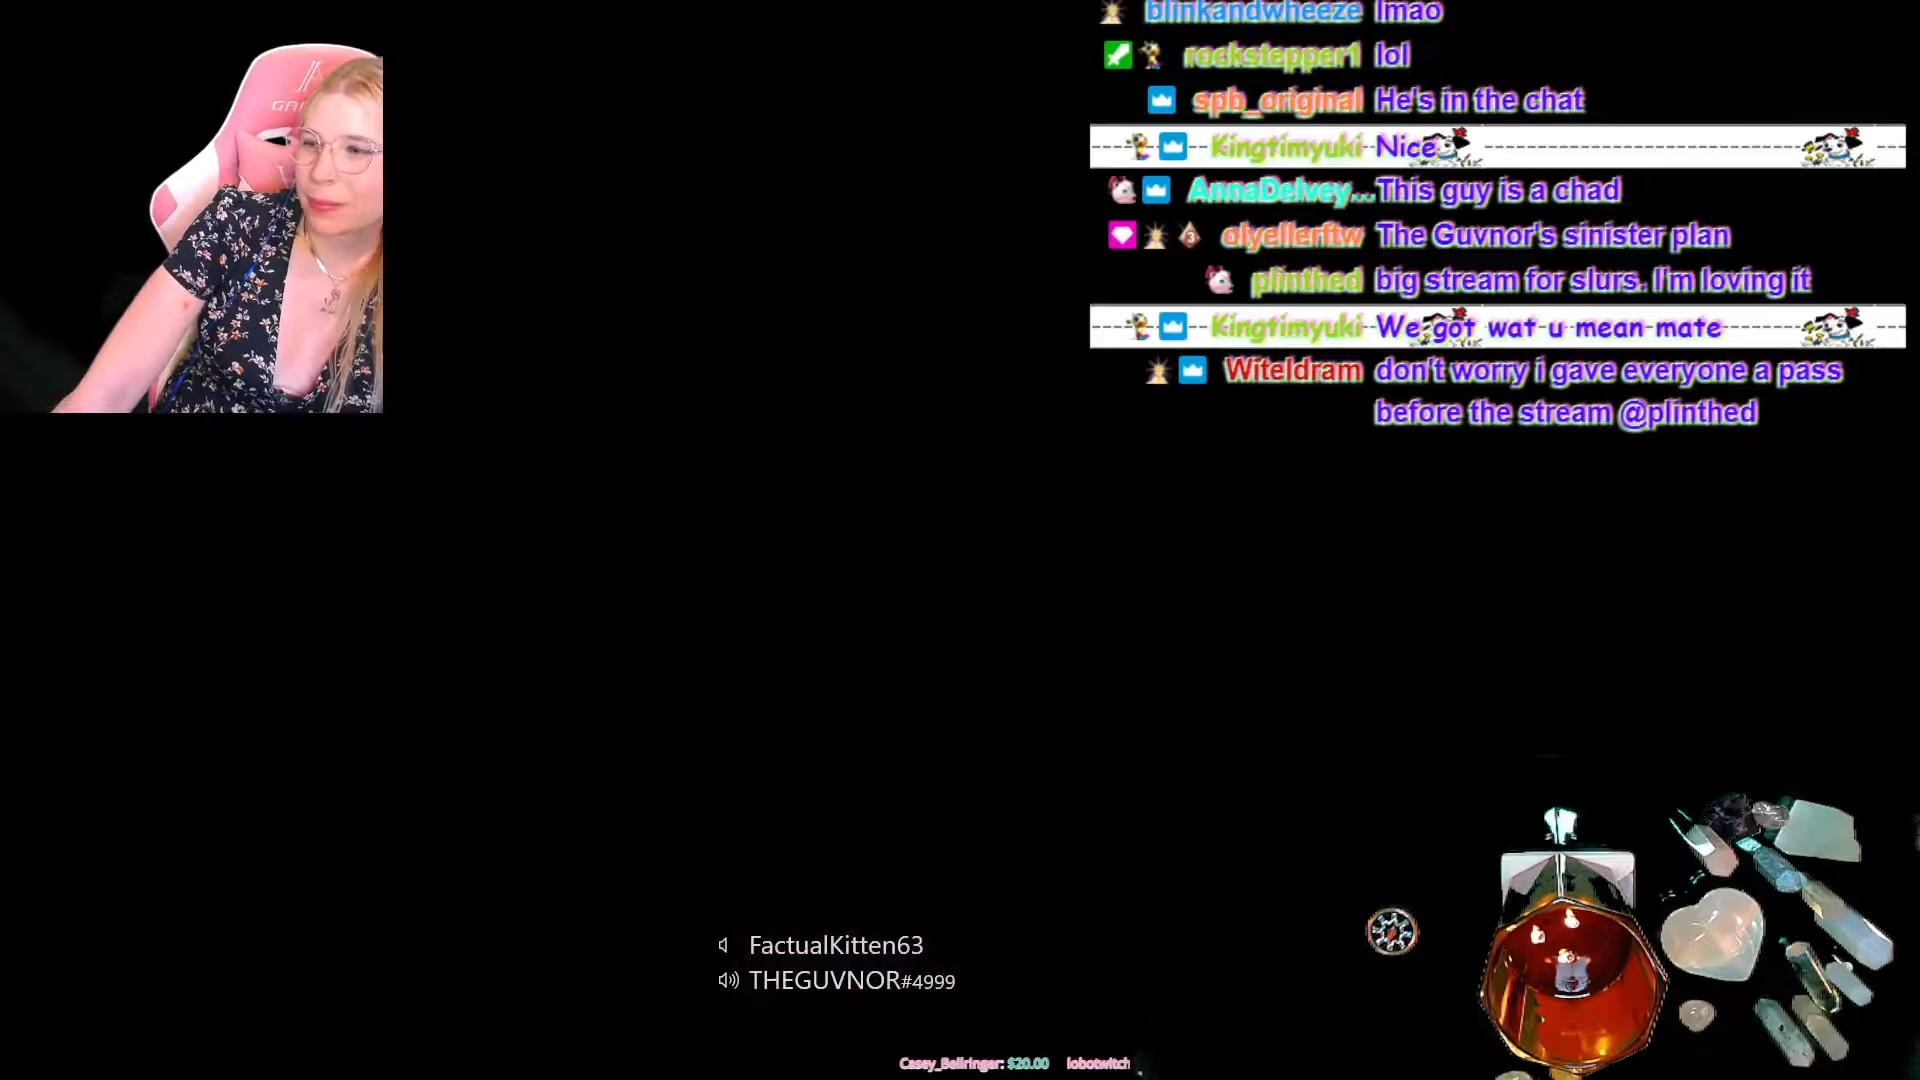 blinkandwheeze lmao
rockstepper1 lol
spb_original He's in the chat
Kingtimyuki Nice
AnnaDelvey... This guy is a chad
3 olyellerftw The Guvnor's sinister plan
plinthed big stream for slurs. I'm loving it
Kingtimyuki We got wat u mean mate
Witeldram don't worry i gave everyone a pass
before the stream @plinthed
FactualKitten63
THEGUVNOR#4999
Casey_Bellringer: $20.00 lobotwitch